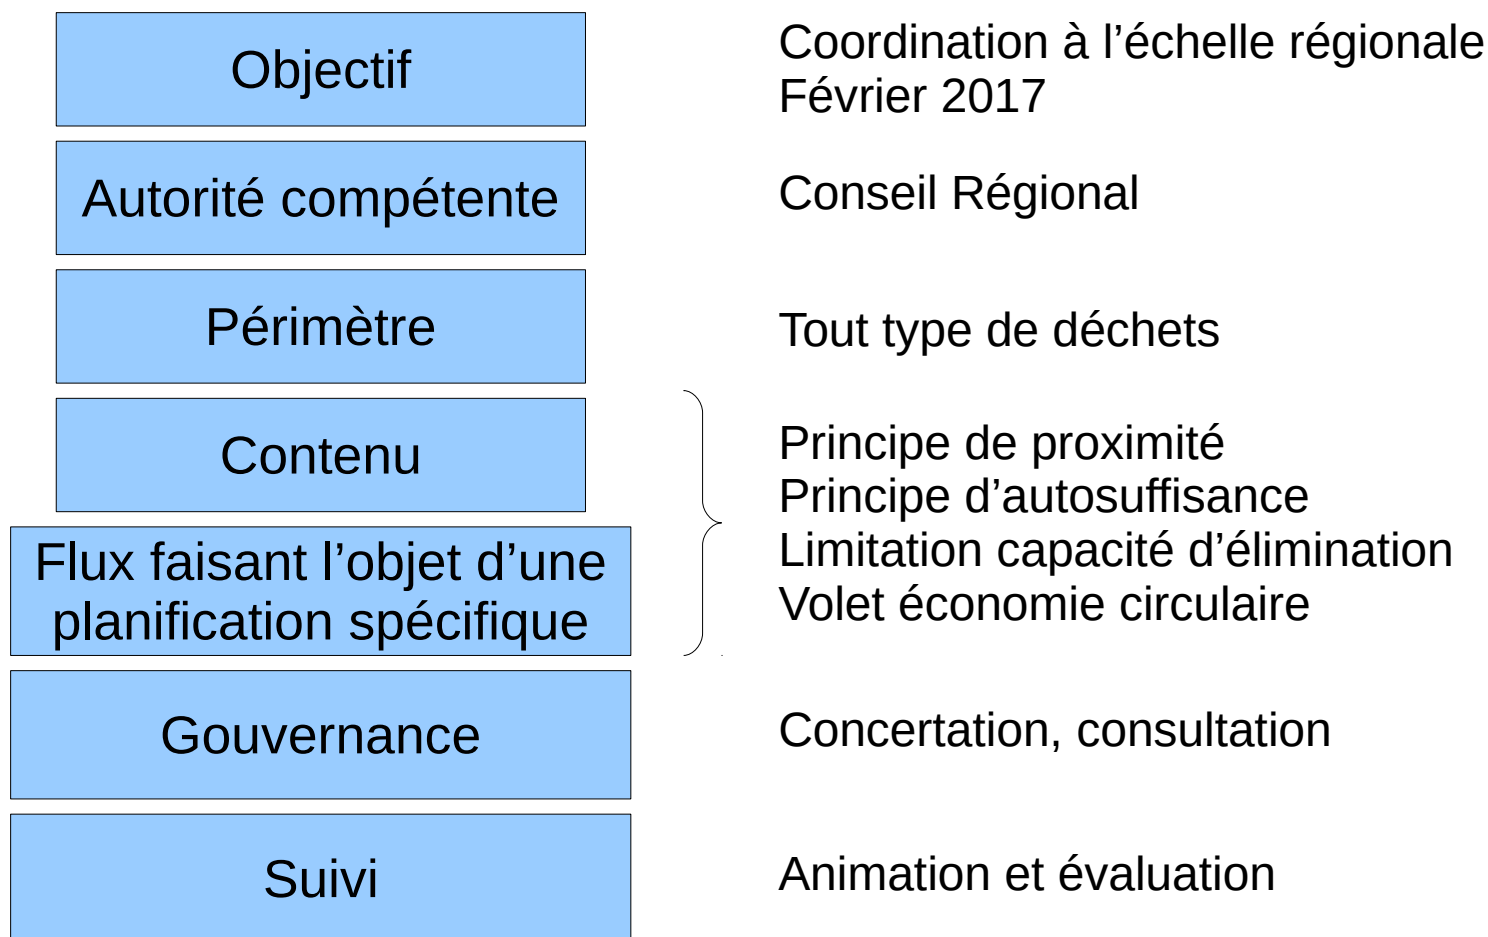 Objectif
Coordination à l’échelle régionale
Février 2017
Autorité compétente
Conseil Régional
Périmètre
Tout type de déchets
Contenu
Flux faisant l’objet d’une
planification spécifique
Principe de proximité
Principe d’autosuffisance
Limitation capacité d’élimination
Volet économie circulaire
Gouvernance
Concertation, consultation
Suivi
Animation et évaluation